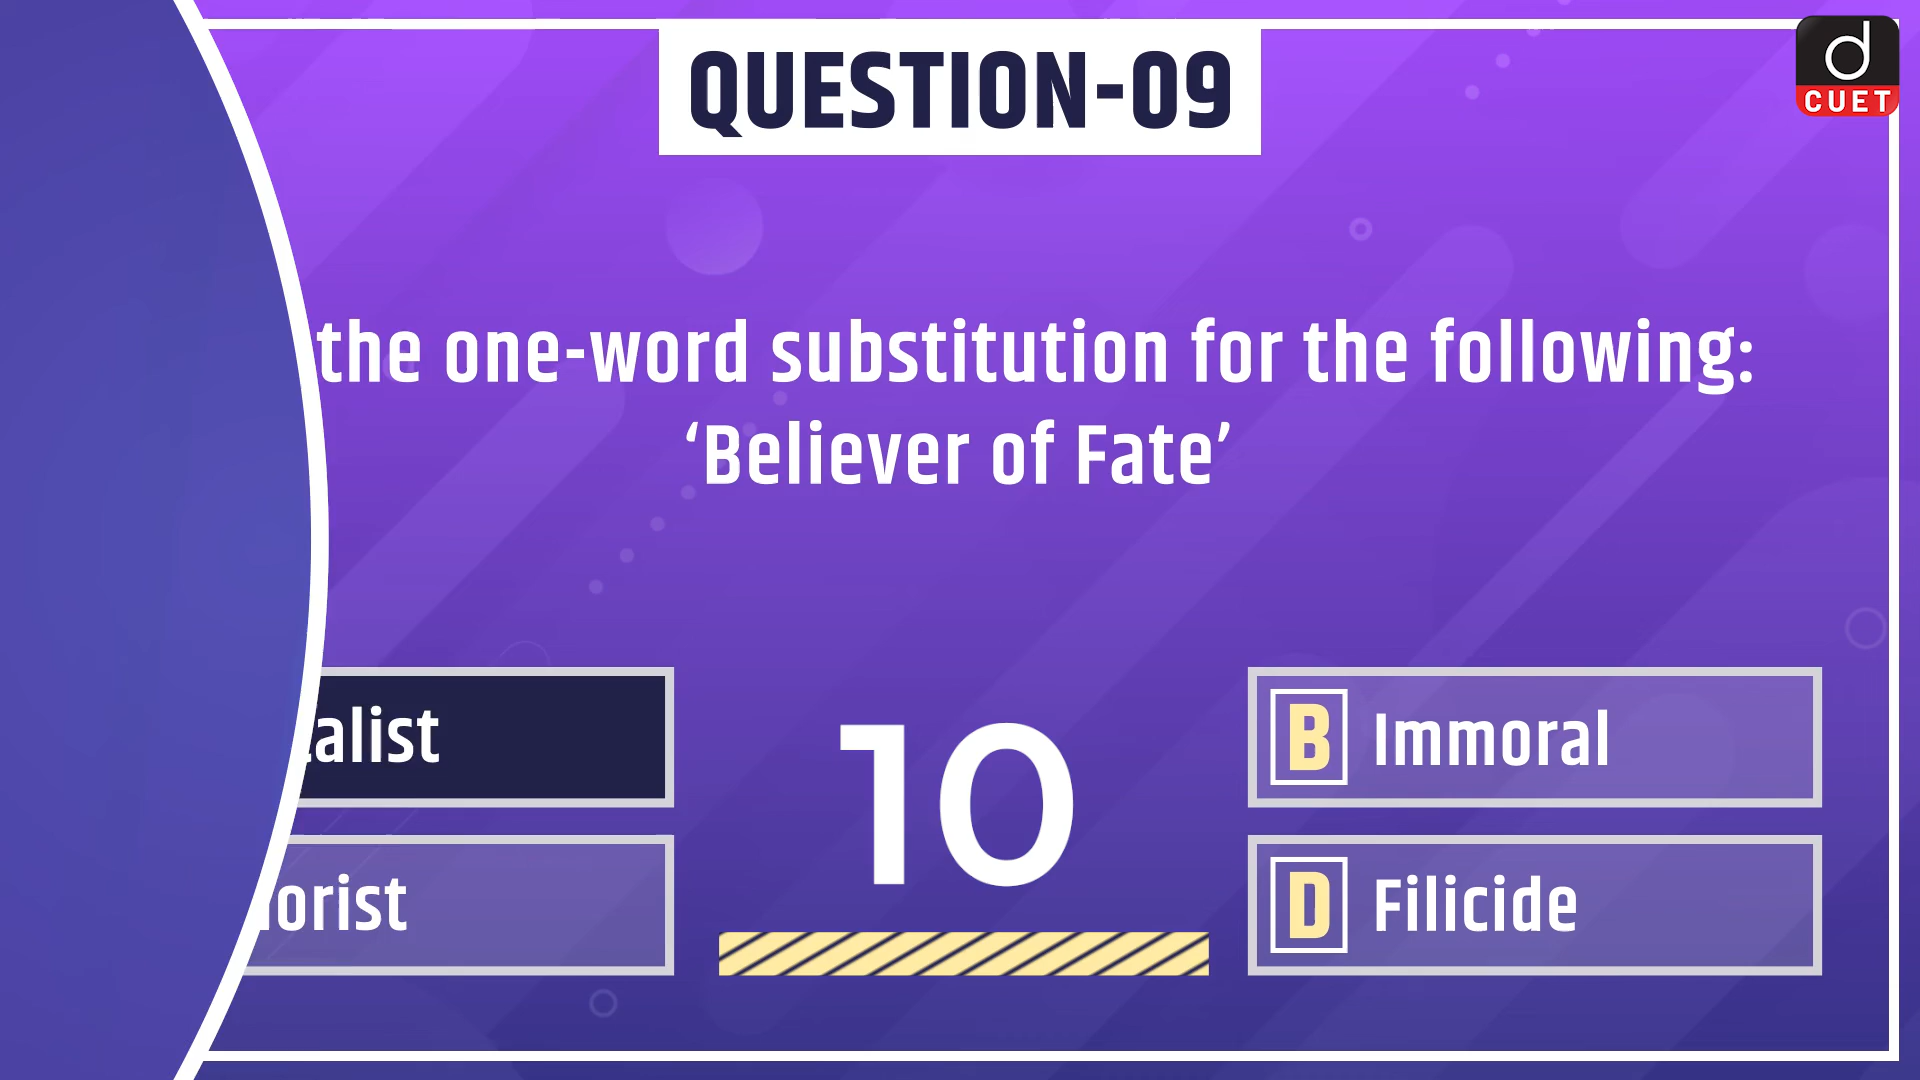 QUESTION-09
d
CUET
the one-word substitution for the following:
‘Believer of Fate’
alist
B Immoral
10
orist
D Filicide